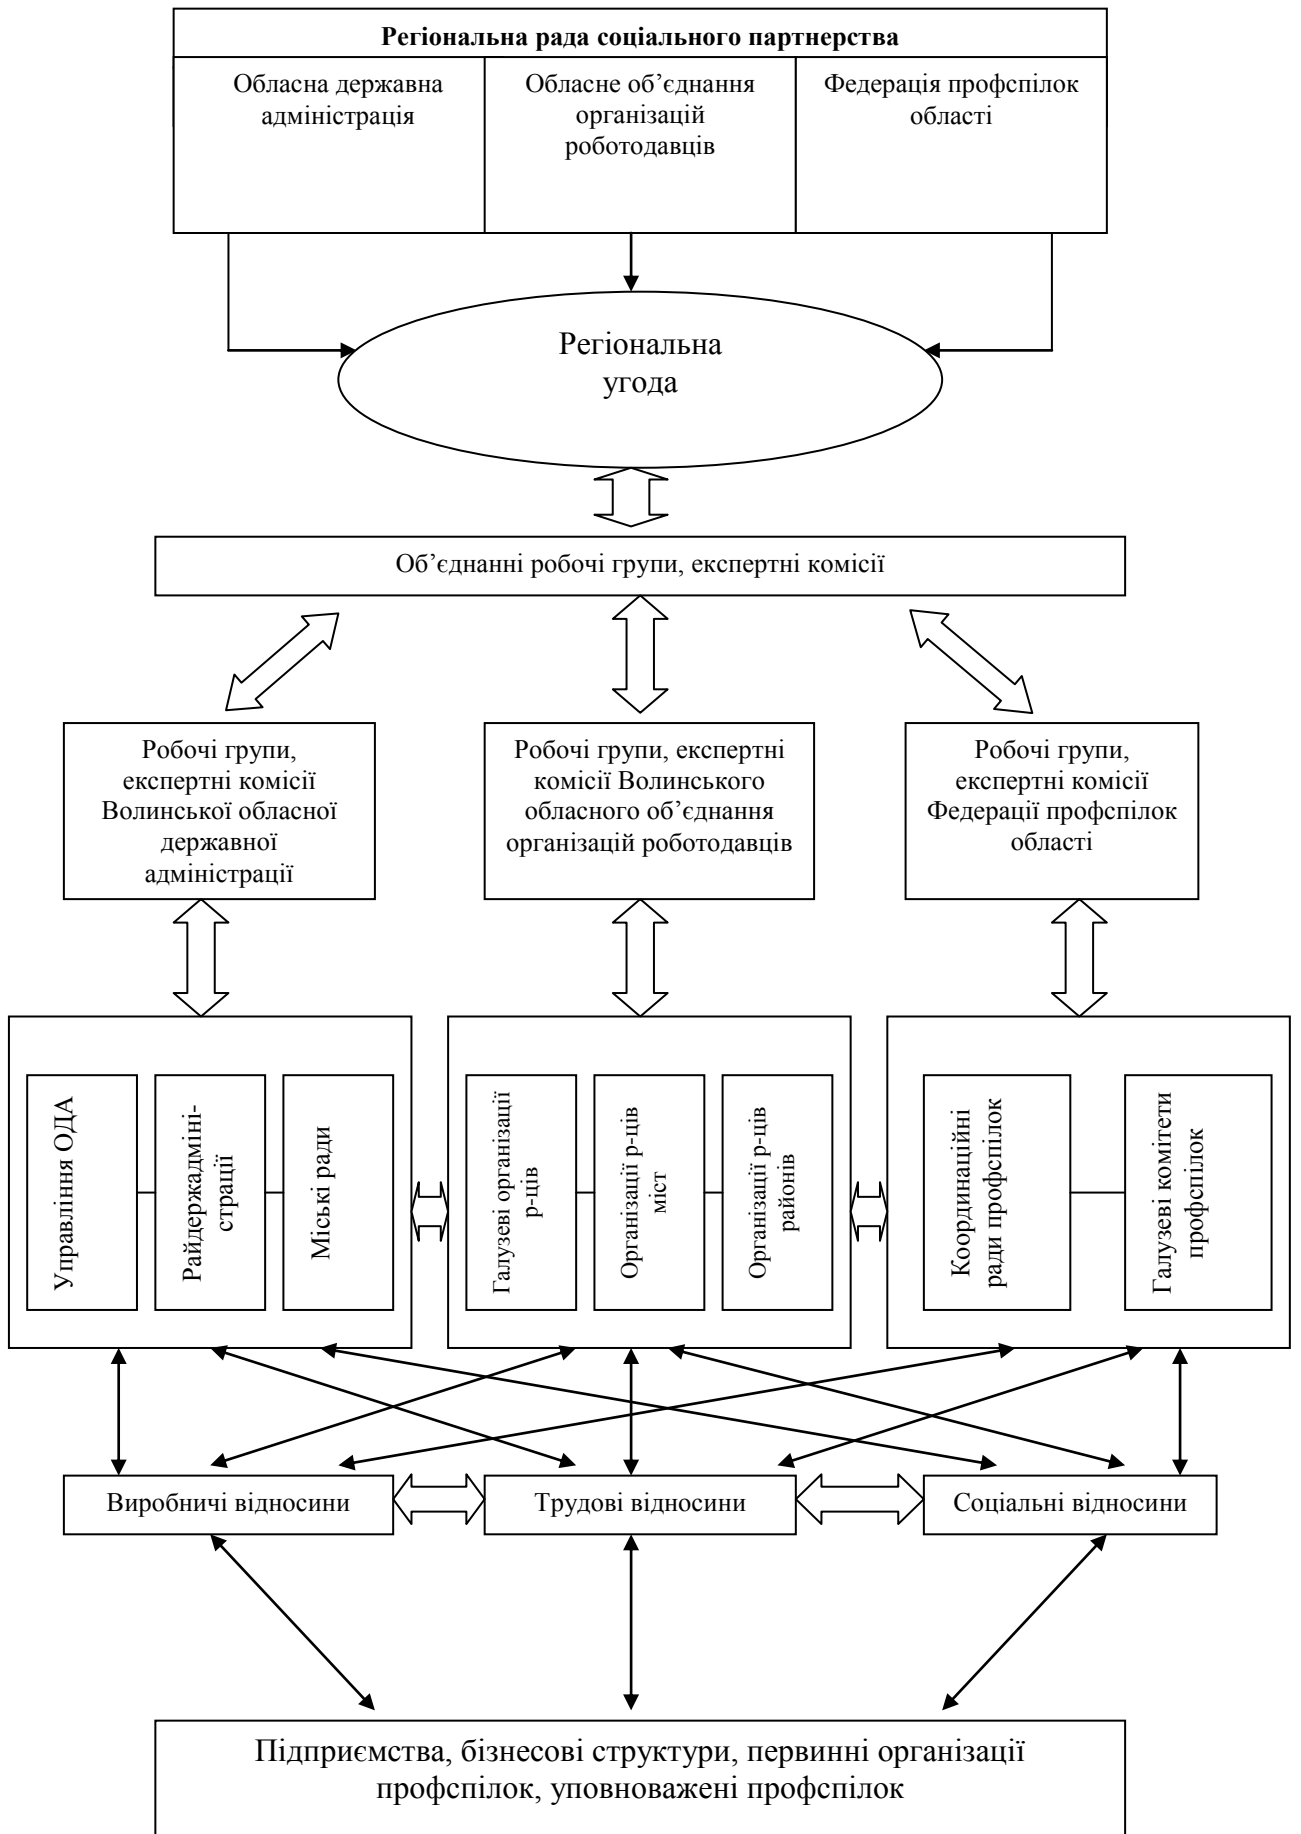 Регіональна рада соціального партнерства
Обласна державна
адміністрація
Обласне об’єднання
організацій
роботодавців
Федерація профспілок
області
Регіональна
угода
Об’єднанні робочі групи, експертні комісії
Робочі групи,
експертні комісії
Волинської обласної
державної
адміністрації
Робочі групи, експертні
комісії Волинського
обласного об’єднання
організацій роботодавців
Робочі групи,
експертні комісії
Федерації профспілок
області
Управління ОДА
Райдержадміні-
страції
Міські ради
Галузеві організації
р-ців
Організації р-ців
міст
Організації р-ців
районів
Координаційні
ради профспілок
Галузеві комітети
профспілок
Виробничі відносини
Трудові відносини
Соціальні відносини
Підприємства, бізнесові структури, первинні організації
профспілок, уповноважені профспілок